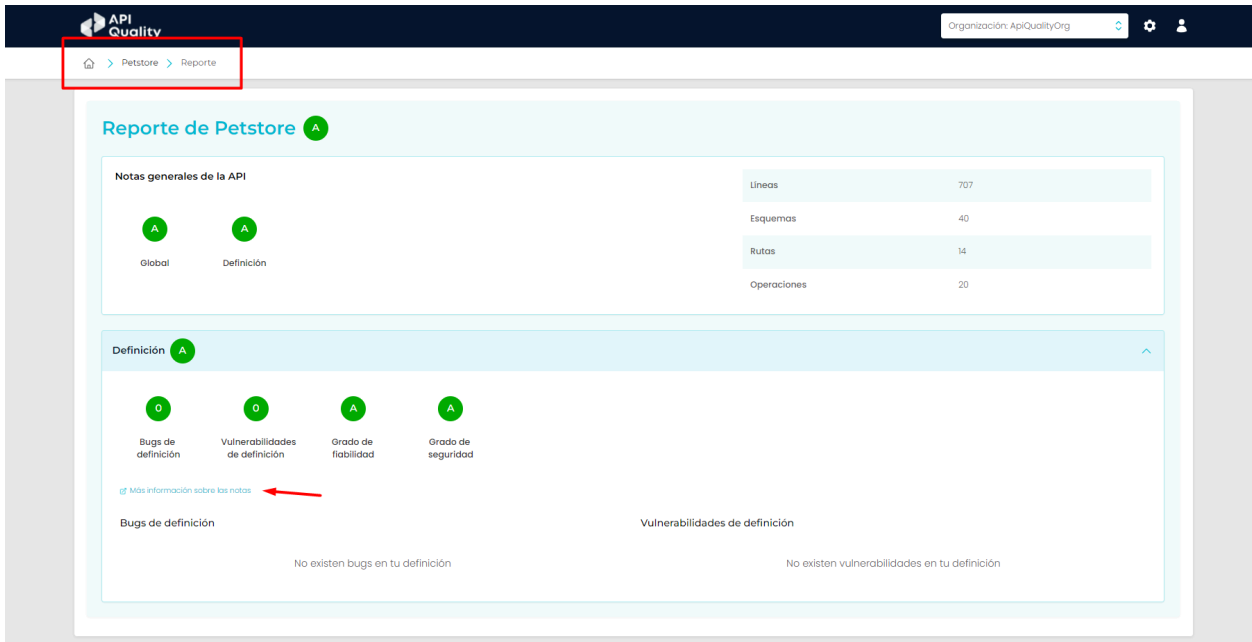 API
Quality
Organización: ApiQualityOrg
Petstore
Reporte
Reporte de Petstore A
Notas generales de la API
A
A
Global
Definición
Líneas 707
Esquemas 40
Rutas 14
Operaciones 20
Definición A
0
0
A
A
Bugs de
definición
Vulnerabilidades
de definición
Grado de
fiabilidad
Grado de
seguridad
Más información sobre las notas
Bugs de definición
No existen bugs en tu definición
Vulnerabilidades de definición
No existen vulnerabilidades en tu definición